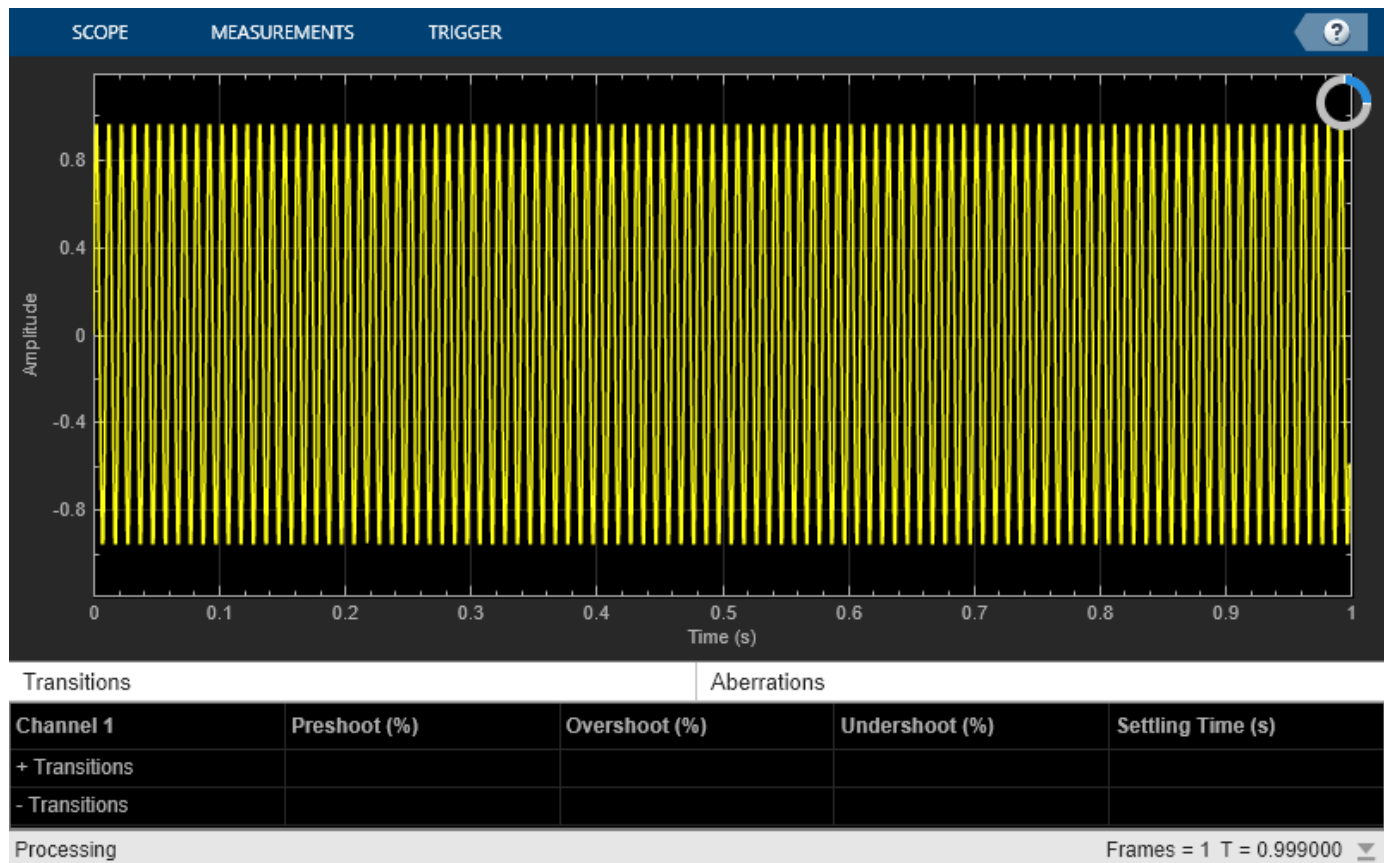 SCOPE MEASUREMENTS TRIGGER ?
0.8
0.4
0
-0.4
-0.8
Amplitude
0 0.1 0.2 0.3 0.4 0.5 0.6 0.7 0.8 0.9 1
Time (s)
Transitions Aberrations
Channel 1 Preshoot (%) Overshoot (%) Undershoot (%) Settling Time (s)
+ Transitions
- Transitions
Processing Frames = 1 T = 0.999000